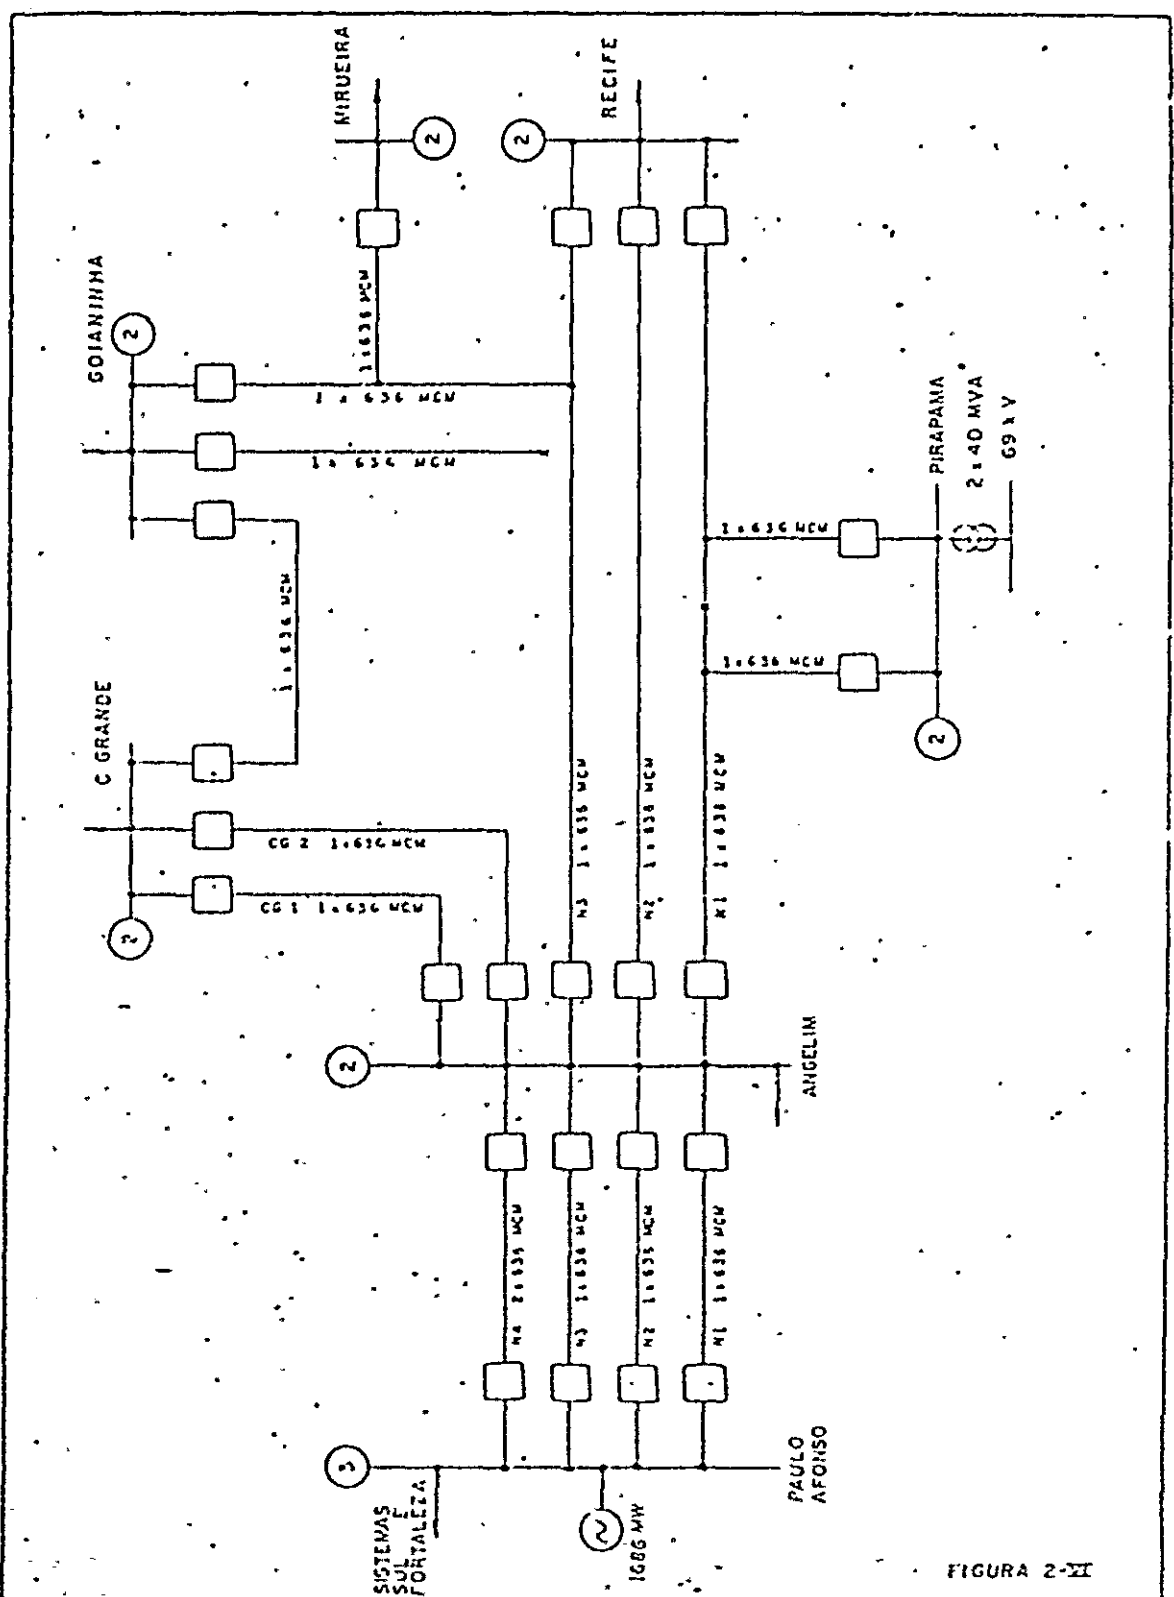 MIRUEIRA
2
RECIFE
2
GOIANINHA
2
1 x 636 MCM
1 x 636 MCM
1 x 636 MCM
1 x 636 MCM
PIRAPAMA
2 x 40 MVA
69 kV
1 x 636 MCM
1 x 636 MCM
2
C GRANDE
2
CG 2 1 x 636 MCM
CG 1 1 x 636 MCM
N3 1 x 636 MCM
N2 1 x 636 MCM
N1 1 x 636 MCM
2
ANGELIM
N4 2 x 636 MCM
N3 1 x 636 MCM
N2 1 x 636 MCM
N1 1 x 636 MCM
3
SISTEMAS
SUL E
FORTALEZA
PAULO
AFONSO
MW
FIGURA 2-VI